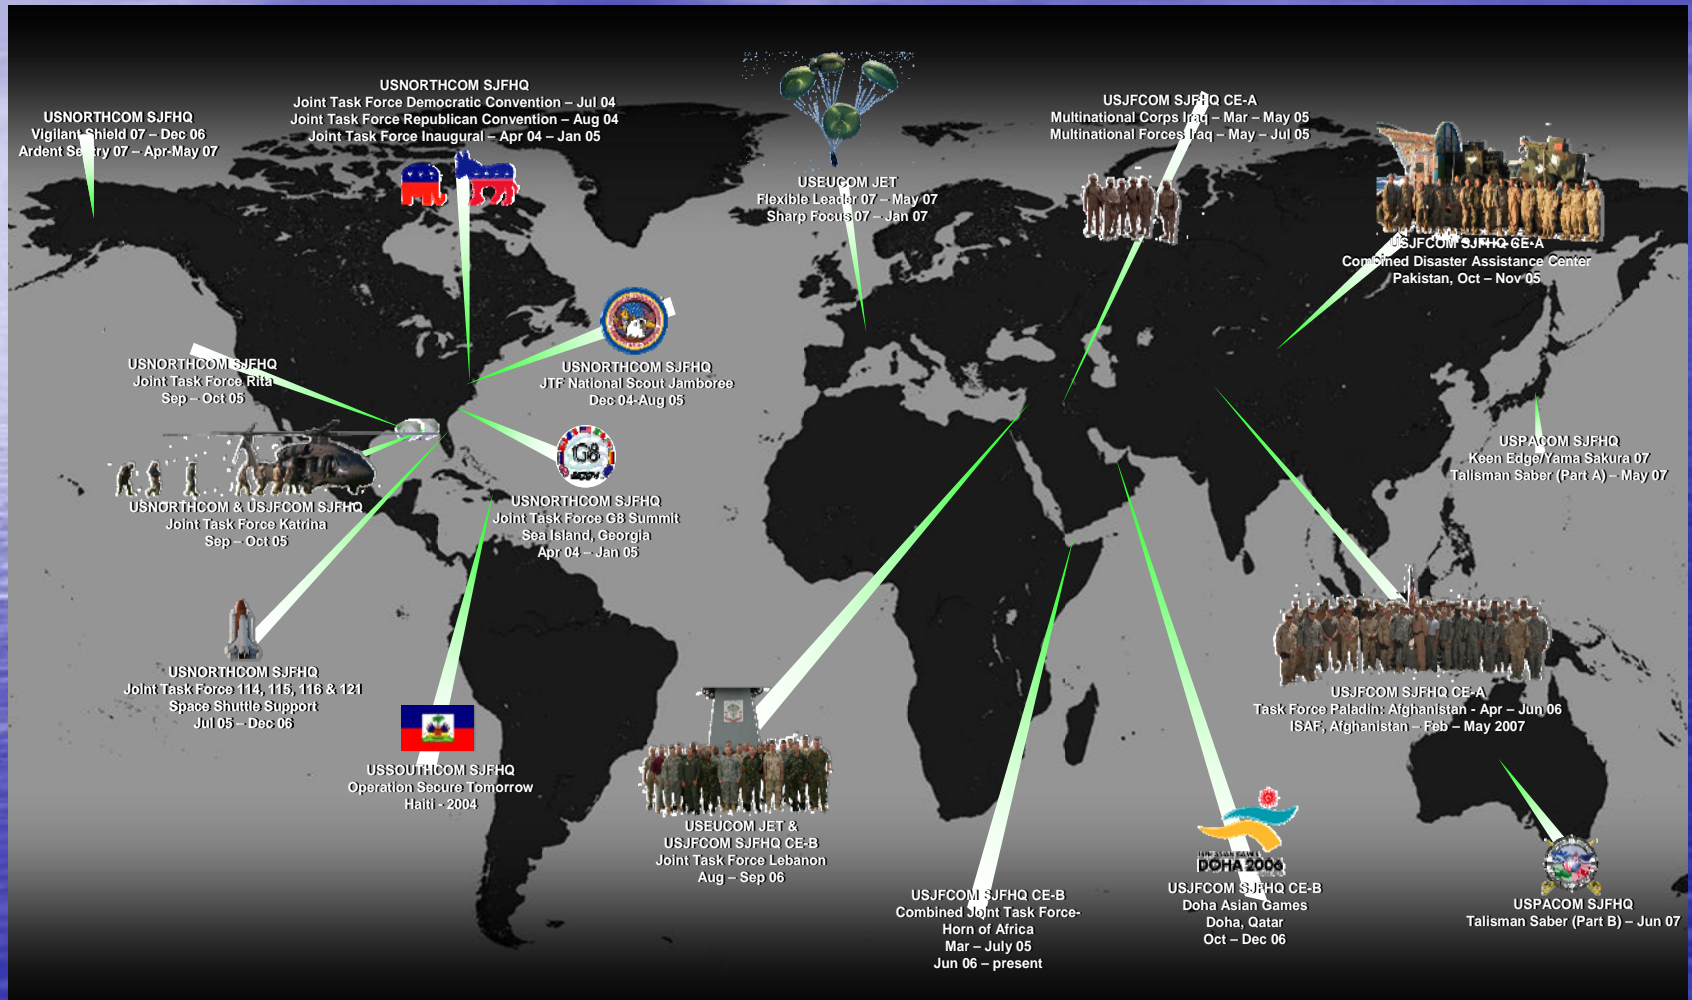 USNORTHCOM SJFHQ
Vigilant Shield 07 – Dec 06
Ardent Sentry 07 – Apr-May 07
USNORTHCOM SJFHQ
Joint Task Force Democratic Convention – Jul 04
Joint Task Force Republican Convention – Aug 04
Joint Task Force Inaugural – Apr 04 – Jan 05
USEUCOM JET
Flexible Leader 07 – May 07
Sharp Focus 07 – Jan 07
USJFCOM SJFHQ CE-A
Multinational Corps Iraq – Mar – May 05
Multinational Forces Iraq – May – Jul 05
USJFCOM SJFHQ CE-A
Combined Disaster Assistance Center
Pakistan, Oct – Nov 05
USNORTHCOM SJFHQ
Joint Task Force Rita
Sep – Oct 05
USNORTHCOM SJFHQ
JTF National Scout Jamboree
Dec 04-Aug 05
USPACOM SJFHQ
Keen Edge/Yama Sakura 07
Talisman Saber (Part A) – May 07
USNORTHCOM & USJFCOM SJFHQ
Joint Task Force Katrina
Sep – Oct 05
G8
USNORTHCOM SJFHQ
Joint Task Force G8 Summit
Sea Island, Georgia
Apr 04 – Jan 05
USNORTHCOM SJFHQ
Joint Task Force 114, 115, 116 & 121
Space Shuttle Support
Jul 05 – Dec 06
USSOUTHCOM SJFHQ
Operation Secure Tomorrow
Haiti - 2004
USEUCOM JET &
USJFCOM SJFHQ CE-B
Joint Task Force Lebanon
Aug – Sep 06
USJFCOM SJFHQ CE-B
Combined Joint Task Force-
Horn of Africa
Mar – July 05
Jun 06 – present
DOHA 2006
USJFCOM SJFHQ CE-B
Doha Asian Games
Doha, Qatar
Oct – Dec 06
USJFCOM SJFHQ CE-A
Task Force Paladin: Afghanistan - Apr – Jun 06
ISAF, Afghanistan – Feb – May 2007
USPACOM SJFHQ
Talisman Saber (Part B) – Jun 07